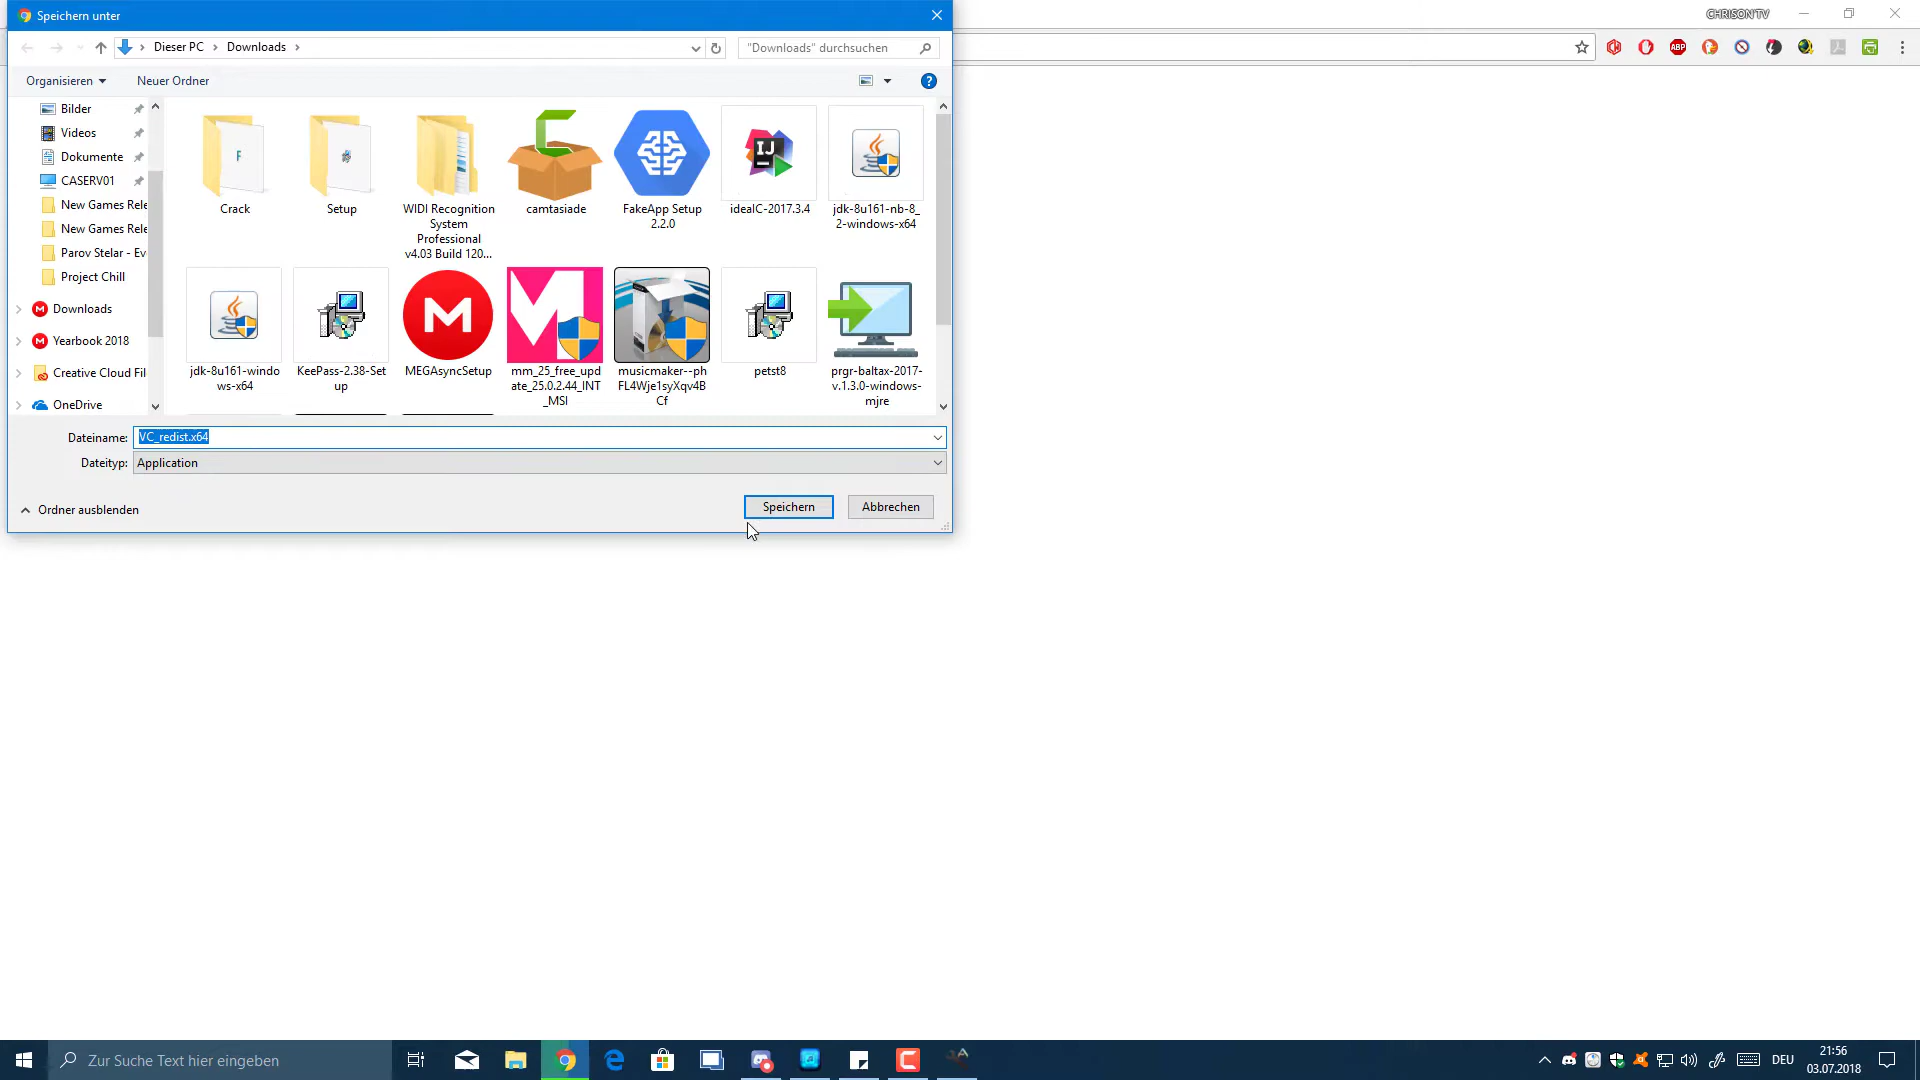 Speichern unter
CHRISON'TV
Dieser PC
Downloads
"Downloads" durchsuchen
Organisieren
Neuer Ordner
Bilder
Videos
Dokumente
CASERV01
New Games Rele
New Games Rele
Parov Stelar - Ev
Project Chill
Downloads
Yearbook 2018
Creative Cloud Fil
OneDrive
F
Crack
Setup
WIDI Recognition
System
Professional
v4.03 Build 120...
camtasiade
FakeApp Setup
2.2.0
IJ
ideaIC-2017.3.4
jdk-8u161-nb-8_
2-windows-x64
jdk-8u161-windo
ws-x64
KeePass-2.38-Set
up
M
MEGAsyncSetup
mm_25_free_upd
ate_25.0.2.44_INT
_MSI
musicmaker--ph
FL4Wje1syXqv4B
Cf
petst8
prgr-baltax-2017-
v.1.3.0-windows-
mjre
Dateiname:
VC_redist.x64
Dateityp:
Application
Ordner ausblenden
Speichern
Abbrechen
ABP
Zur Suche Text hier eingeben
DEU
21:56
03.07.2018